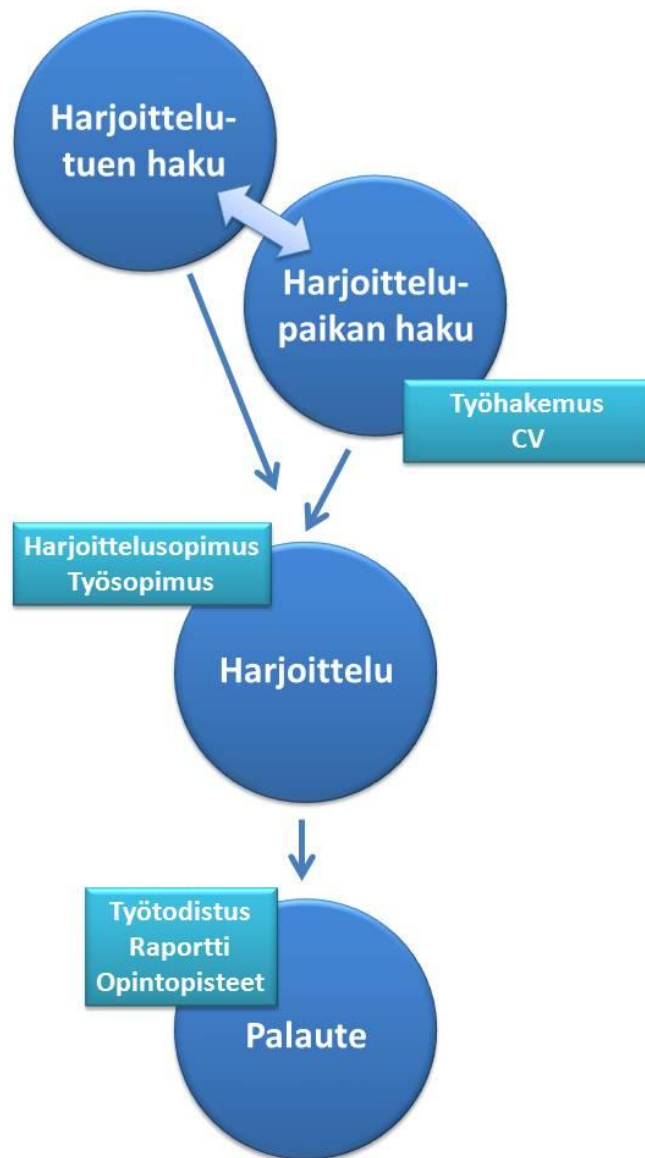 Harjoittelu-
tuen haku
Harjoittelu-
paikan haku
Työhakemus
CV
Harjoittelusopimus
Työsopimus
Harjoittelu
Työtodistus
Raportti
Opintopisteet
Palaute